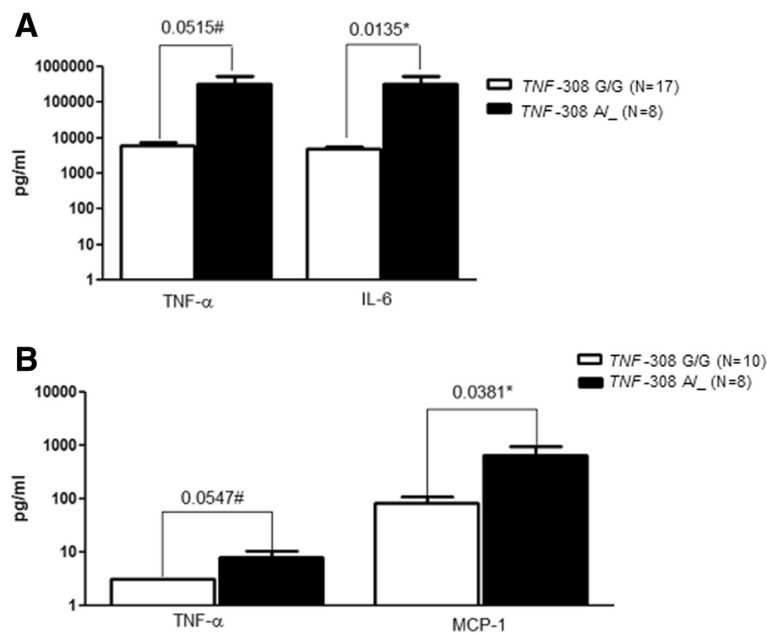 A
0.0515#
0.0135*
1000000
100000
10000
1000
100
10
1
pg/ml
TNF-α
IL-6
TNF -308 G/G (N=17)
TNF -308 A/_ (N=8)
B
TNF -308 G/G (N=10)
TNF -308 A/_ (N=8)
0.0381*
0.0547#
10000
1000
100
10
1
pg/ml
TNF-α
MCP-1